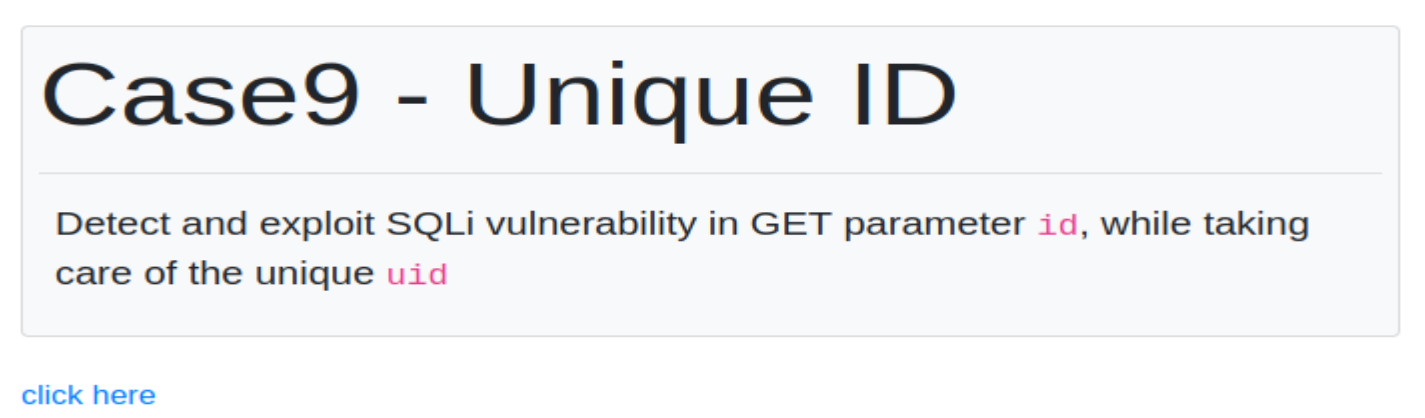 Case9 - Unique ID
Detect and exploit SQLi vulnerability in GET parameter id, while taking
care of the unique uid
click here